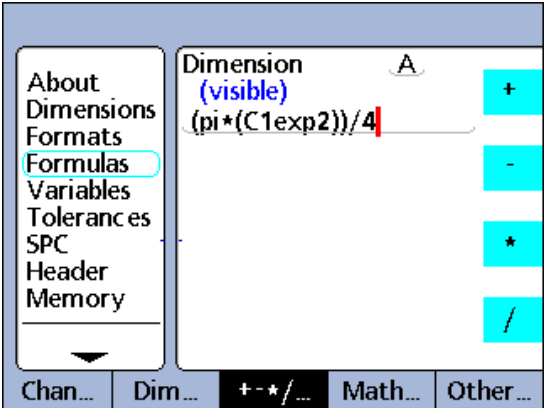 About
Dimensions
Formats
Formulas
Variables
Tolerances
SPC
Header
Memory
Dimension A
(visible)
(pi*(C1exp2))/4
+
-
*
/
Chan... Dim... +-*/... Math... Other...